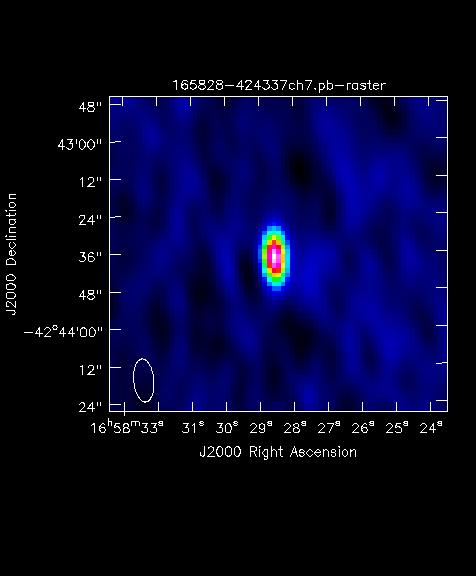 165828-424337ch7.pb-raster
J2000 Declination
48"
43'00"
12"
24"
36"
48"
-42°44'00"
12"
24"
16ʰ58ᵐ33ˢ 31ˢ 30ˢ 29ˢ 28ˢ 27ˢ 26ˢ 25ˢ 24ˢ
J2000 Right Ascension